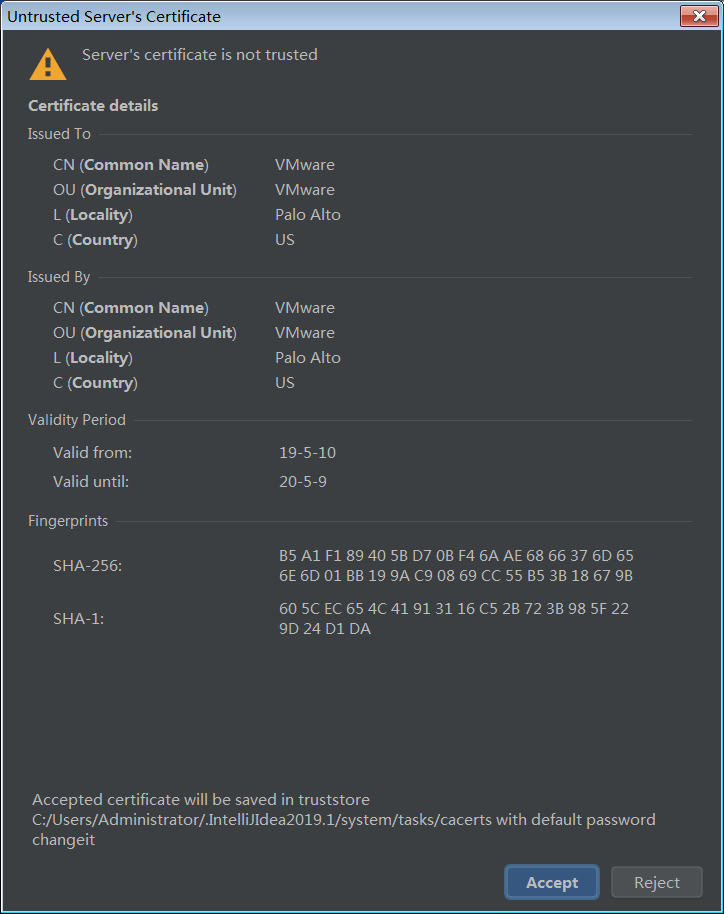 Untrusted Server's Certificate
Server's certificate is not trusted
Certificate details
Issued To
CN (Common Name) VMware
OU (Organizational Unit) VMware
L (Locality) Palo Alto
C (Country) US
Issued By
CN (Common Name) VMware
OU (Organizational Unit) VMware
L (Locality) Palo Alto
C (Country) US
Validity Period
Valid from: 19-5-10
Valid until: 20-5-9
Fingerprints
SHA-256: B5 A1 F1 89 40 5B D7 0B F4 6A AE 68 66 37 6D 65
6E 6D 01 BB 19 9A C9 08 69 CC 55 B5 3B 18 67 9B
SHA-1: 60 5C EC 65 4C 41 91 31 16 C5 2B 72 3B 98 5F 22
9D 24 D1 DA
Accepted certificate will be saved in truststore
C:/Users/Administrator/.IntelliJIdea2019.1/system/tasks/cacerts with default password
changeit
Accept Reject